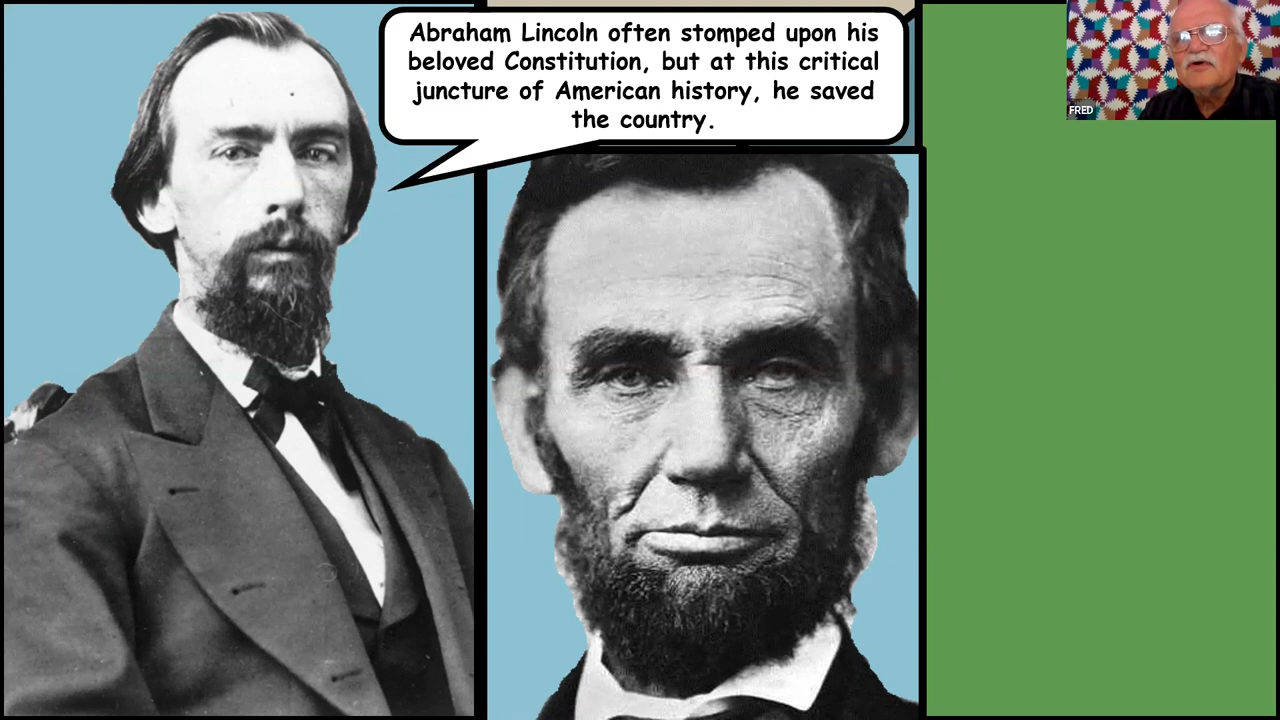 Abraham Lincoln often stomped upon his
beloved Constitution, but at this critical
juncture of American history, he saved
the country.
FRED